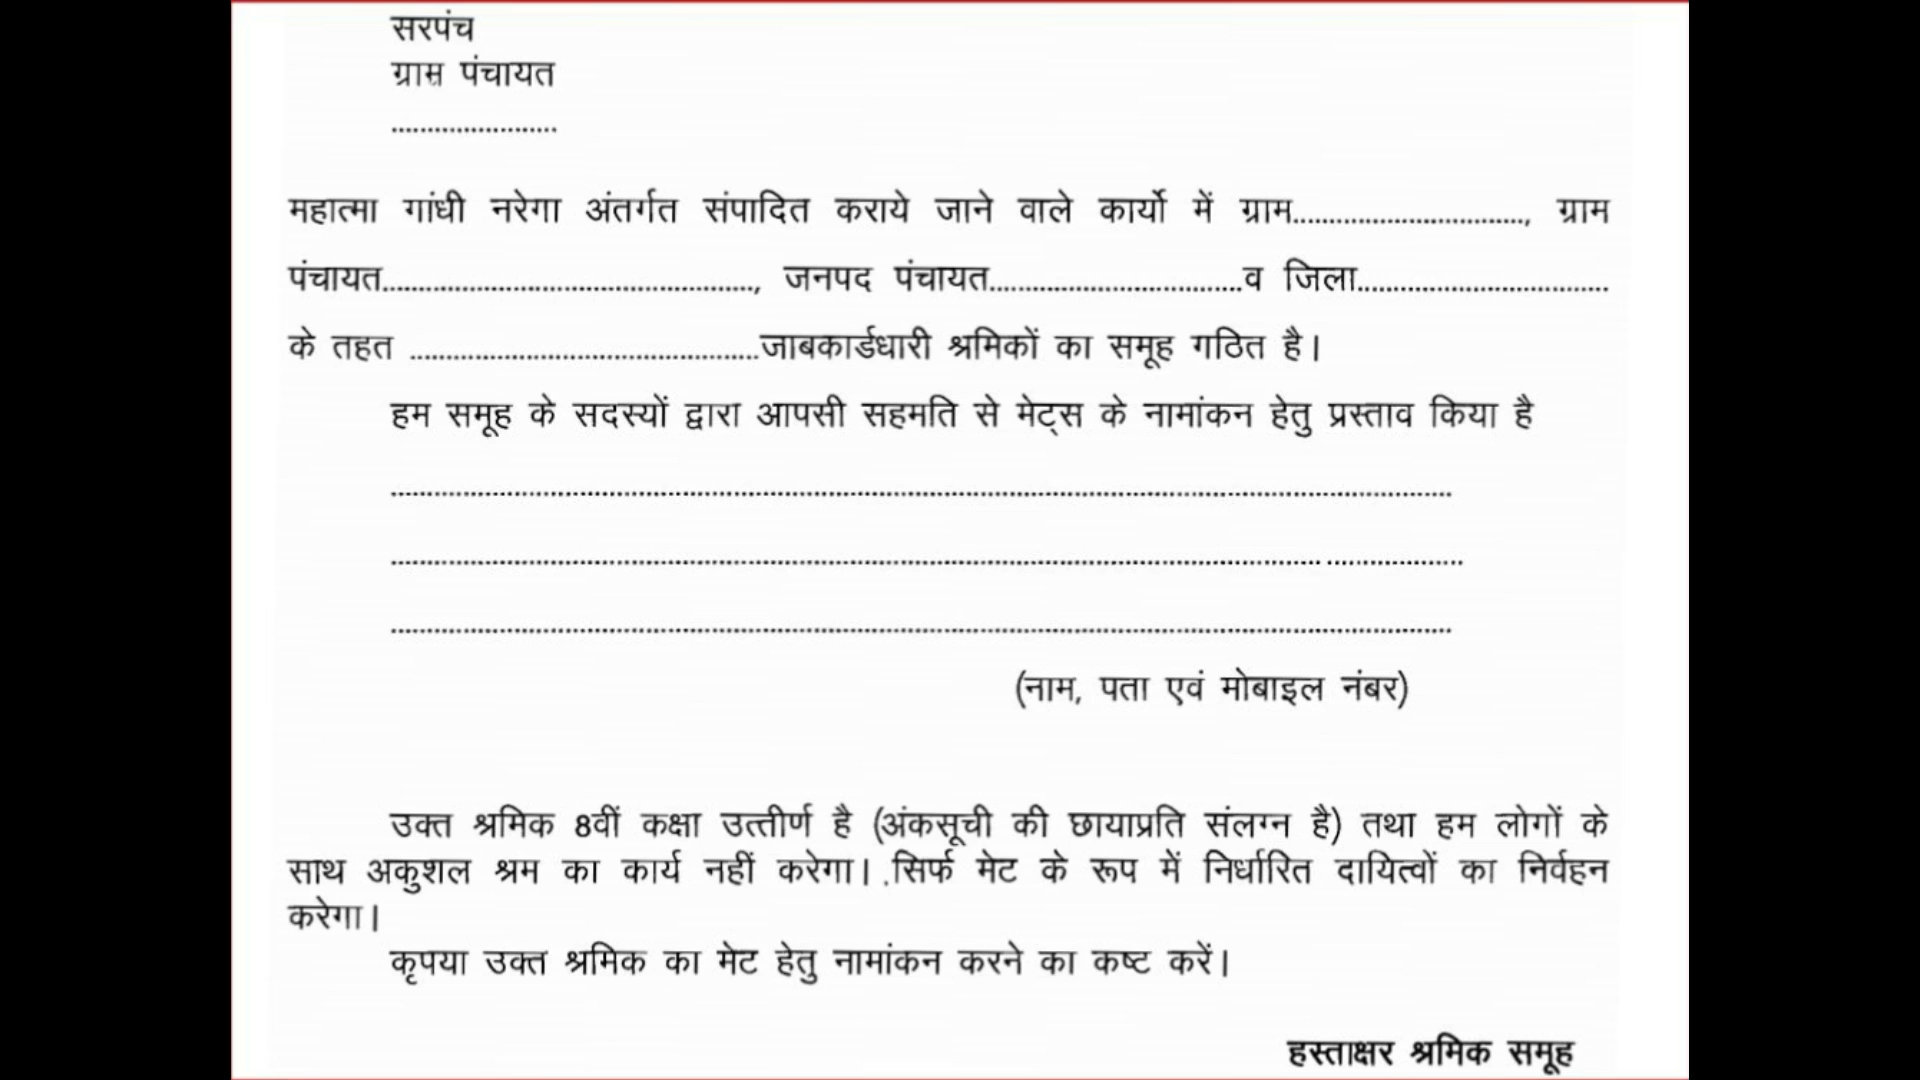 सरपंच
ग्राम पंचायत
.......................
महात्मा गांधी नरेगा अंतर्गत संपादित कराये जाने वाले कार्यो में ग्राम................................, ग्राम
पंचायत...................................................., जनपद पंचायत...................................व जिला...................................
के तहत ................................................जाबकार्डधारी श्रमिकों का समूह गठित है।
हम समूह के सदस्यों द्वारा आपसी सहमति से मेट्स के नामांकन हेतु प्रस्ताव किया है
....................................................................................................................................................
.................................................................................................................................. ...................
....................................................................................................................................................
(नाम, पता एवं मोबाइल नंबर)
उक्त श्रमिक 8वीं कक्षा उत्तीर्ण है (अंकसूची की छायाप्रति संलग्न है) तथा हम लोगों के
साथ अकुशल श्रम का कार्य नहीं करेगा। .सिर्फ मेट के रूप में निर्धारित दायित्वों का निर्वहन
करेगा।
कृपया उक्त श्रमिक का मेट हेतु नामांकन करने का कष्ट करें।
हस्ताक्षर श्रमिक समूह